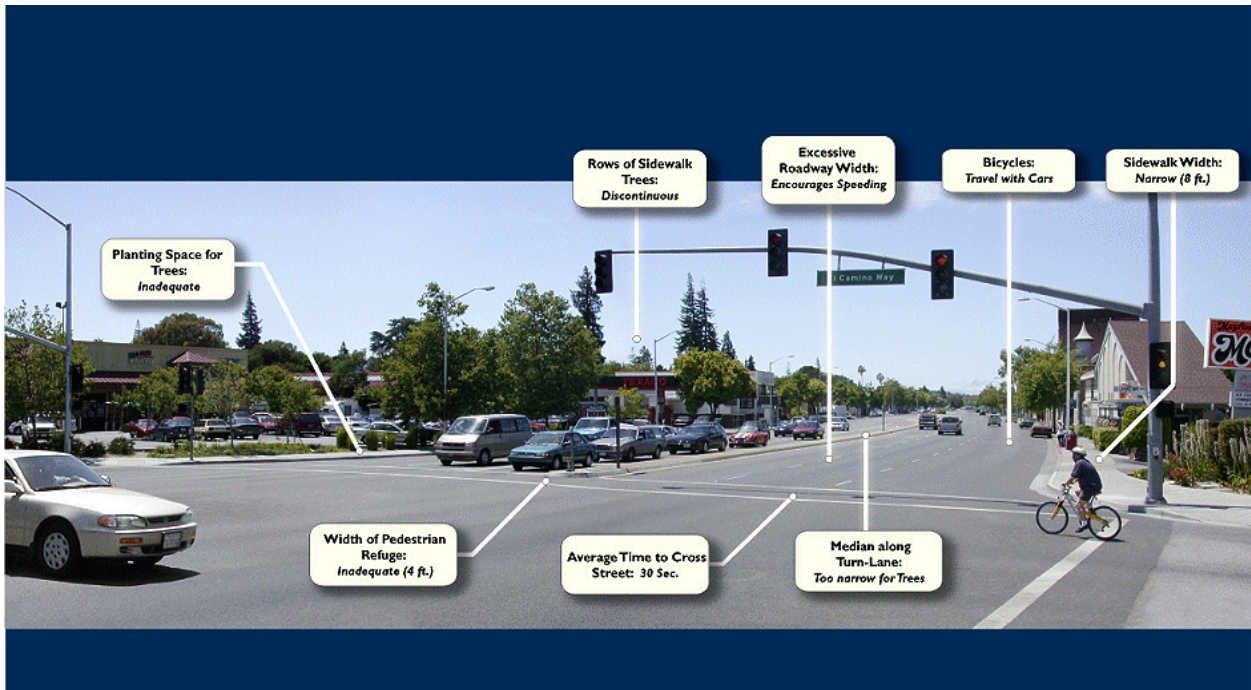 Rows of Sidewalk
Trees:
Discontinuous
Excessive
Roadway Width:
Encourages Speeding
Bicycles:
Travel with Cars
Sidewalk Width:
Narrow (8 ft.)
Planting Space for
Trees:
Inadequate
El Camino Way
TEXACO
Width of Pedestrian
Refuge:
Inadequate (4 ft.)
Average Time to Cross
Street: 30 Sec.
Median along
Turn-Lane:
Too narrow for Trees